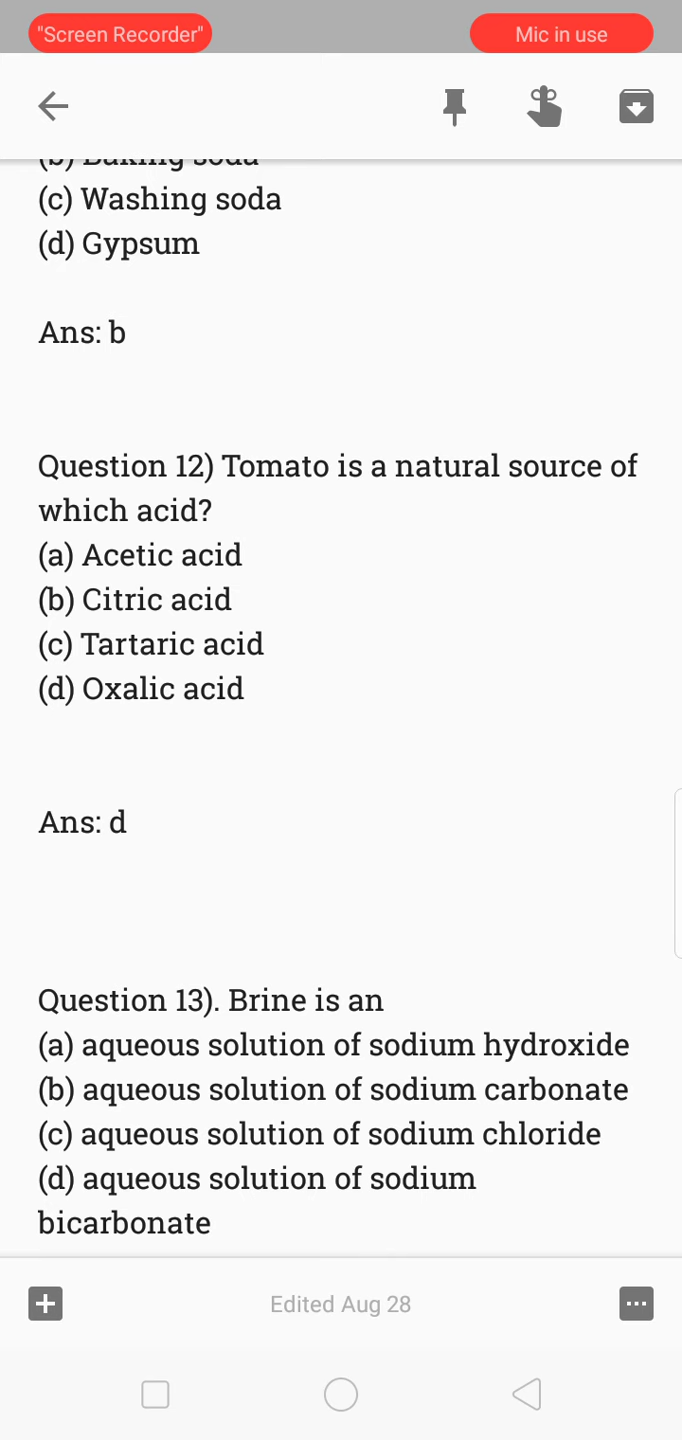 "Screen Recorder"
Mic in use
(b) Baking soda
(c) Washing soda
(d) Gypsum
Ans: b
Question 12) Tomato is a natural source of
which acid?
(a) Acetic acid
(b) Citric acid
(c) Tartaric acid
(d) Oxalic acid
Ans: d
Question 13). Brine is an
(a) aqueous solution of sodium hydroxide
(b) aqueous solution of sodium carbonate
(c) aqueous solution of sodium chloride
(d) aqueous solution of sodium
bicarbonate
Edited Aug 28